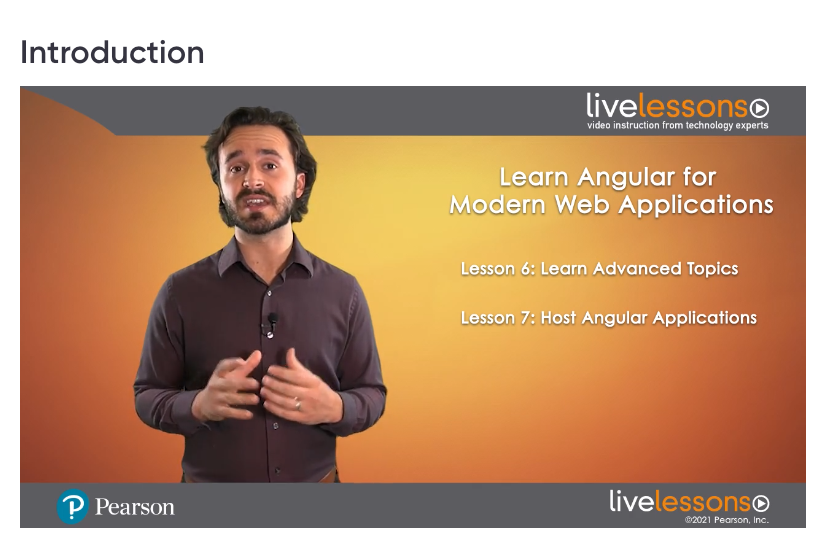 Introduction
livelessons
video instruction from technology experts
Learn Angular for
Modern Web Applications
Lesson 6: Learn Advanced Topics
Lesson 7: Host Angular Applications
Pearson
livelessons
©2021 Pearson, Inc.